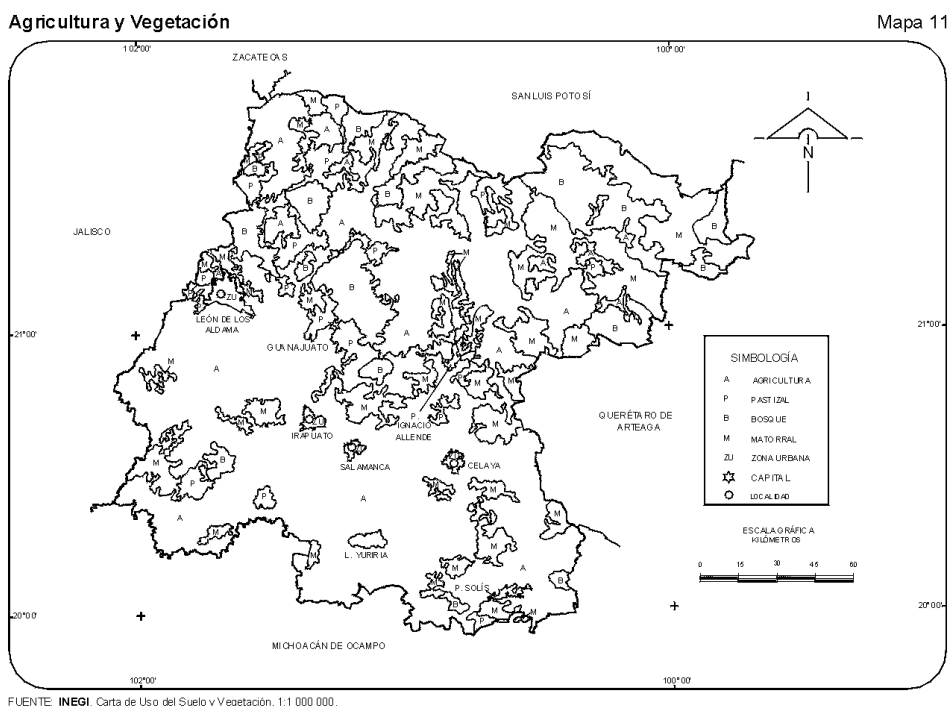 Agricultura y Vegetación
Mapa 11
102°00'
100°00'
ZACATECAS
SAN LUIS POTOSÍ
N
JALISCO
LEÓN DE LOS
ALDAMA
21°00'
21°00'
GUANAJUATO
QUERÉTARO DE
ARTEAGA
P.
IGNACIO
ALLENDE
IRAPUATO
SALAMANCA
CELAYA
L. YURIRIA
P. SOLÍS
SIMBOLOGÍA
A AGRICULTURA
P PASTIZAL
B BOSQUE
M MATORRAL
ZU ZONA URBANA
CAPITAL
LOCALIDAD
ESCALA GRÁFICA
KILÓMETROS
0 15 30 45 60
20°00'
20°00'
MICHOACÁN DE OCAMPO
102°00'
100°00'
FUENTE: INEGI. Carta de Uso del Suelo y Vegetación, 1:1 000 000.